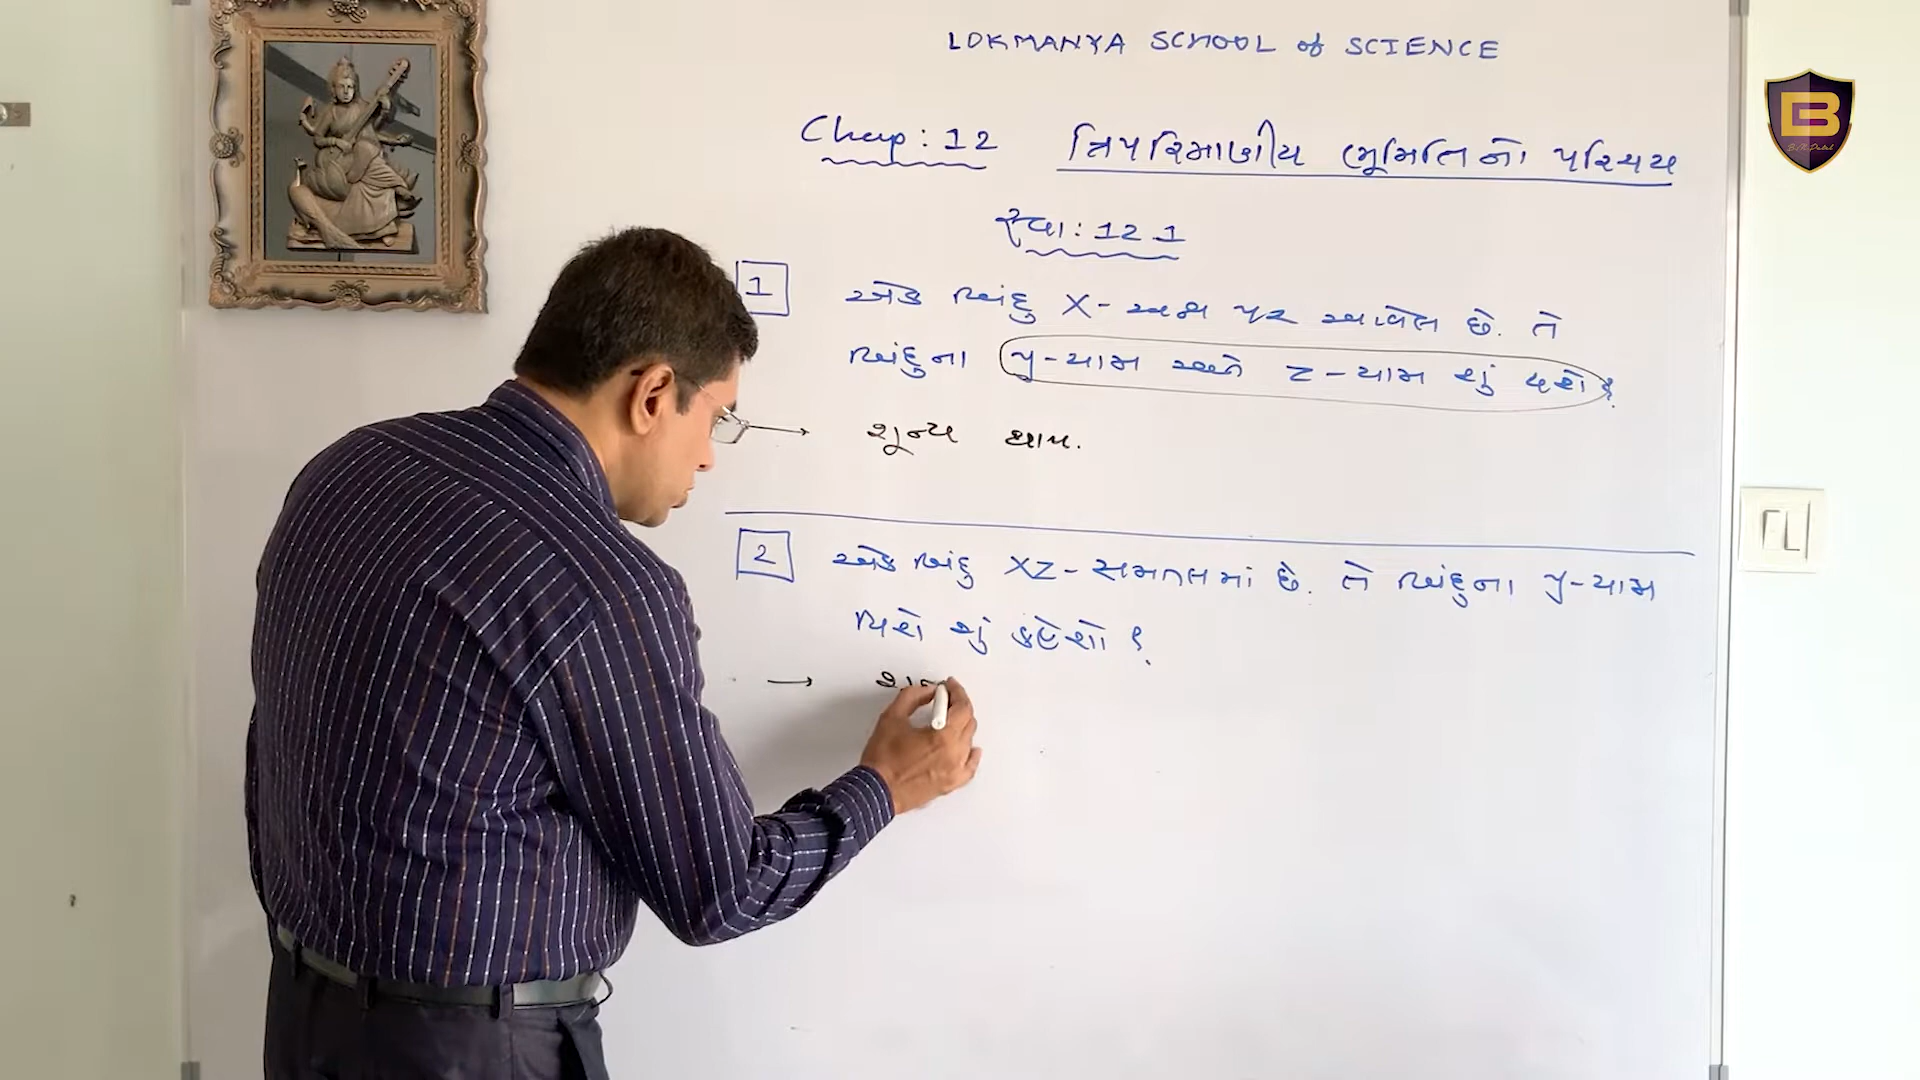 LOKMANYA SCHOOL of SCIENCE
Chap: 12 ત્રિપરિમાણીય ભૂમિતિનો પરિચય
સ્વા: 12.1
1 એક બિંદુ X-અક્ષ પર આવેલ છે. તે
બિંદુના y-યામ અને z-યામ શું હશે?
→ શૂન્ય થાય.
2 એક બિંદુ XZ-સમતલમાં છે. તે બિંદુના y-યામ
વિશે શું કહેશો?
→
B
B.N.Patel